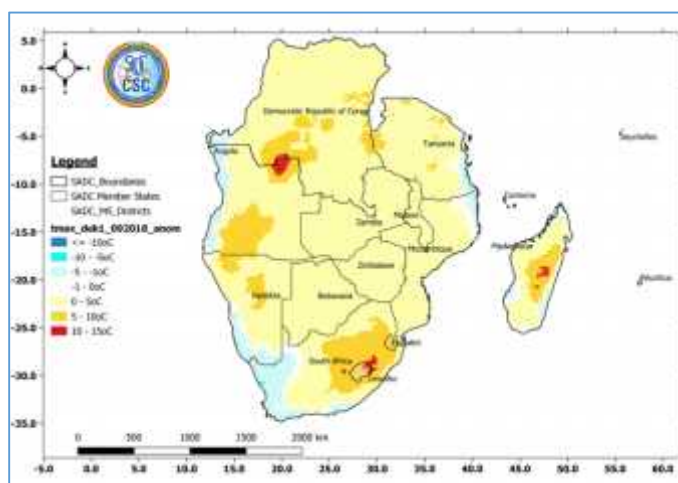 5.0
0.0
-5.0
-10.0
-15.0
-20.0
-25.0
-30.0
-35.0
CSC
Democratic Republic of Congo
Tanzania
Seychelles
Angola
Comoros
Zambia
Malawi
Mozambique
Madagascar
Mauritius
Zimbabwe
Namibia
Botswana
South Africa
Lesotho
Legend
SADC_Boundaries
SADC Member States
SADC_MS_Districts
tmax_dek1_092018_anom
<= -10oC
-10 - -5oC
-5 - -1oC
-1 - 0oC
0 - 5oC
5 - 10oC
10 - 15oC
0 500 1000 1500 2000 km
-5.0 0.0 5.0 10.0 15.0 20.0 25.0 30.0 35.0 40.0 45.0 50.0 55.0 60.0